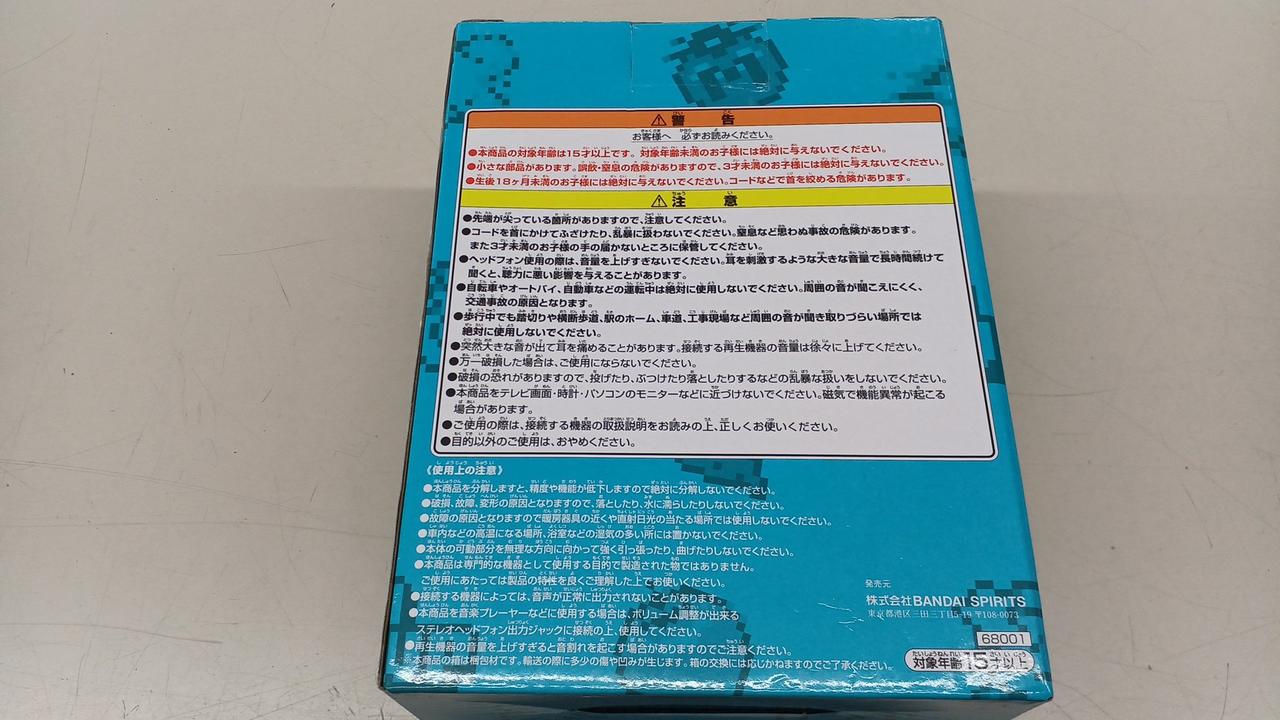 ⚠警 告
お客様へ 必ずお読みください。
●本商品の対象年齢は15才以上です。対象年齢未満のお子様には絶対に与えないでください。
●小さな部品があります。誤飲・窒息の危険がありますので、3才未満のお子様には絶対に与えないでください。
●生後18ヶ月未満のお子様には絶対に与えないでください。コードなどで首を絞める危険があります。
⚠注 意
●先端が尖っている箇所がありますので、注意してください。
●コードを首にかけてふざけたり、乱暴に扱わないでください。窒息など思わぬ事故の危険があります。
また3才未満のお子様の手の届かないところに保管してください。
●ヘッドフォン使用の際は、音量を上げすぎないでください。耳を刺激するような大きな音量で長時間続けて
聞くと、聴力に悪い影響を与えることがあります。
●自転車やオートバイ、自動車などの運転中は絶対に使用しないでください。周囲の音が聞こえにくく、
交通事故の原因となります。
●歩行中でも踏切りや横断歩道、駅のホーム、車道、工事現場など周囲の音が聞き取りづらい場所では
絶対に使用しないでください。
●突然大きな音が出て耳を痛めることがあります。接続する再生機器の音量は徐々に上げてください。
●万一破損した場合は、ご使用にならないでください。
●破損の恐れがありますので、投げたり、ぶつけたり落としたりするなどの乱暴な扱いをしないでください。
●本商品をテレビ画面・時計・パソコンのモニターなどに近づけないでください。磁気で機能異常が起こる
場合があります。
●ご使用の際は、接続する機器の取扱説明をお読みの上、正しくお使いください。
●目的以外のご使用は、おやめください。
《使用上の注意》
●本商品を分解しますと、精度や機能が低下しますので絶対に分解しないでください。
●破損、故障、変形の原因となりますので、落としたり、水に濡らしたりしないでください。
●故障の原因となりますので暖房器具の近くや直射日光の当たる場所では使用しないでください。
●車内などの高温になる場所、浴室などの湿気の多い所には置かないでください。
●本体の可動部分を無理な方向に向かって強く引っ張ったり、曲げたりしないでください。
●本商品は専門的な機器として使用する目的で製造された物ではありません。
ご使用にあたっては製品の特性を良くご理解した上でお使いください。
●接続する機器によっては、音声が正常に出力されないことがあります。
●本商品を音楽プレーヤーなどに使用する場合は、ボリューム調整が出来る
ステレオヘッドフォン出力ジャックに接続の上、使用してください。
●再生機器の音量を上げすぎると音割れを起こす場合がありますのでご注意ください。
※本商品の箱は梱包材です。輸送の際に多少の傷や凹みが生じます。箱の交換には応じかねますのでご了承ください。
発売元
株式会社BANDAI SPIRITS
東京都港区三田三丁目5-19 〒108-0073
68001
対象年齢15才以上